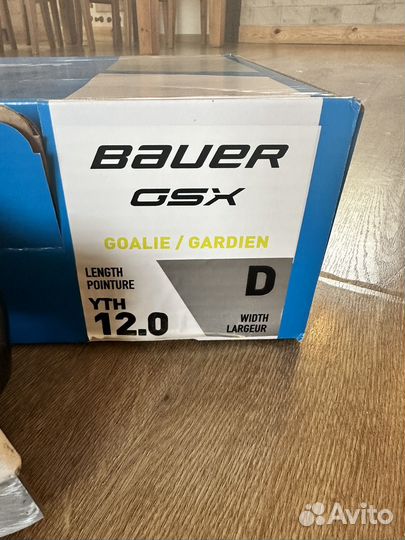 BAUER
GSX
GOALIE / GARDIEN
LENGTH
POINTURE
YTH
12.0
D
WIDTH
LARGEUR
Avito